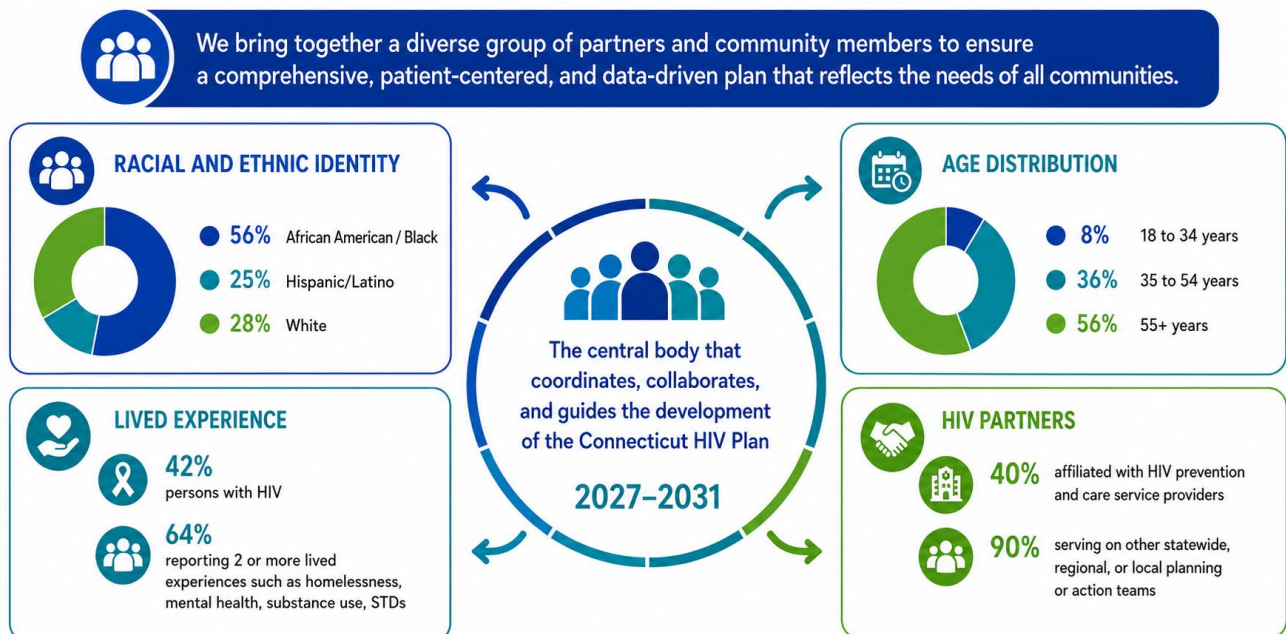 We bring together a diverse group of partners and community members to ensure
a comprehensive, patient-centered, and data-driven plan that reflects the needs of all communities.
RACIAL AND ETHNIC IDENTITY
56% African American / Black
25% Hispanic/Latino
28% White
AGE DISTRIBUTION
8% 18 to 34 years
36% 35 to 54 years
56% 55+ years
The central body that
coordinates, collaborates,
and guides the development
of the Connecticut HIV Plan
2027–2031
LIVED EXPERIENCE
42%
persons with HIV
64%
reporting 2 or more lived
experiences such as homelessness,
mental health, substance use, STDs
HIV PARTNERS
40% affiliated with HIV prevention
and care service providers
90% serving on other statewide,
regional, or local planning
or action teams